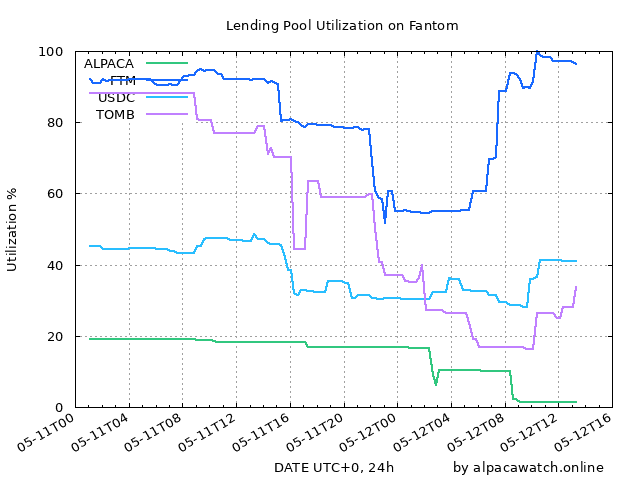 Lending Pool Utilization on Fantom
ALPACA
FTM
USDC
TOMB
Utilization %
100
80
60
40
20
0
05-11T00
05-11T04
05-11T08
05-11T12
05-11T16
05-11T20
05-12T00
05-12T04
05-12T08
05-12T12
05-12T16
DATE UTC+0, 24h
by alpacawatch.online